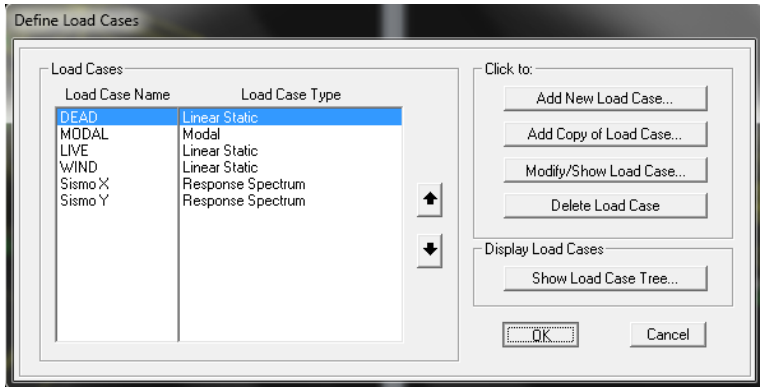 Define Load Cases
Load Cases
Load Case Name Load Case Type
DEAD Linear Static
MODAL Modal
LIVE Linear Static
WIND Linear Static
Sismo X Response Spectrum
Sismo Y Response Spectrum
Click to:
Add New Load Case...
Add Copy of Load Case...
Modify/Show Load Case...
Delete Load Case
Display Load Cases
Show Load Case Tree...
OK Cancel